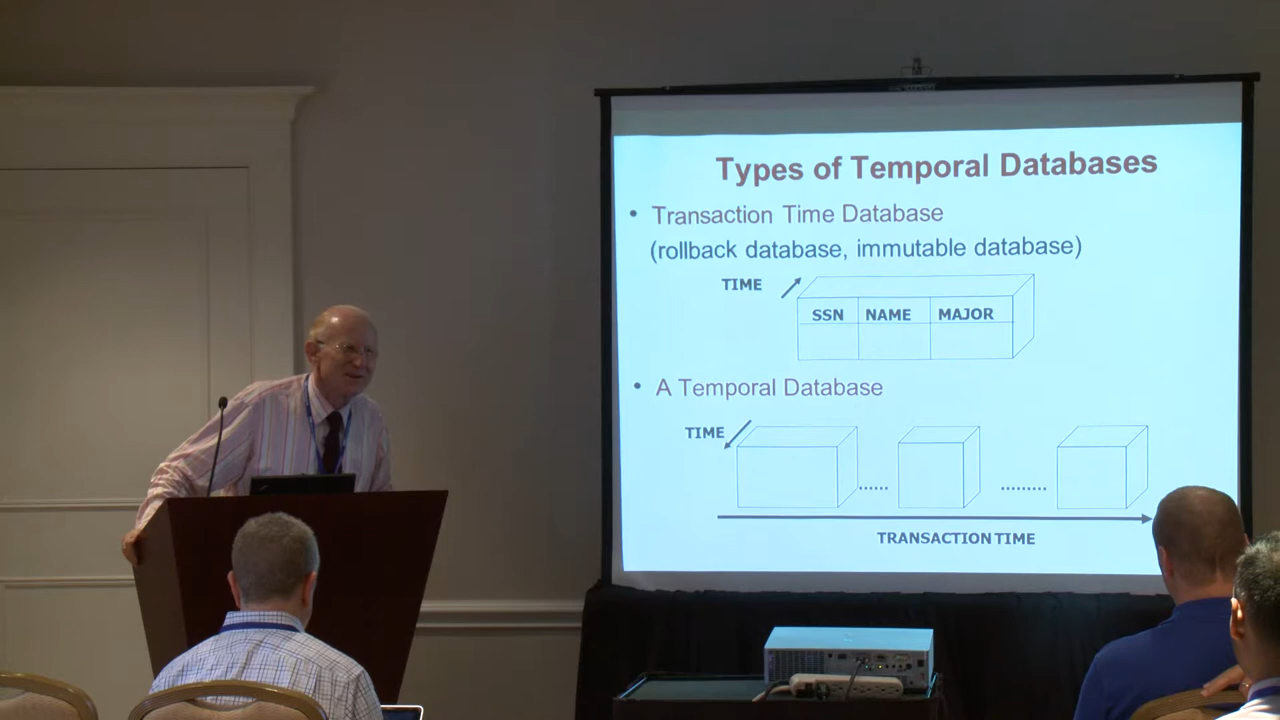 Types of Temporal Databases
• Transaction Time Database
(rollback database, immutable database)
TIME
SSN NAME MAJOR
• A Temporal Database
TIME
...... .........
TRANSACTION TIME